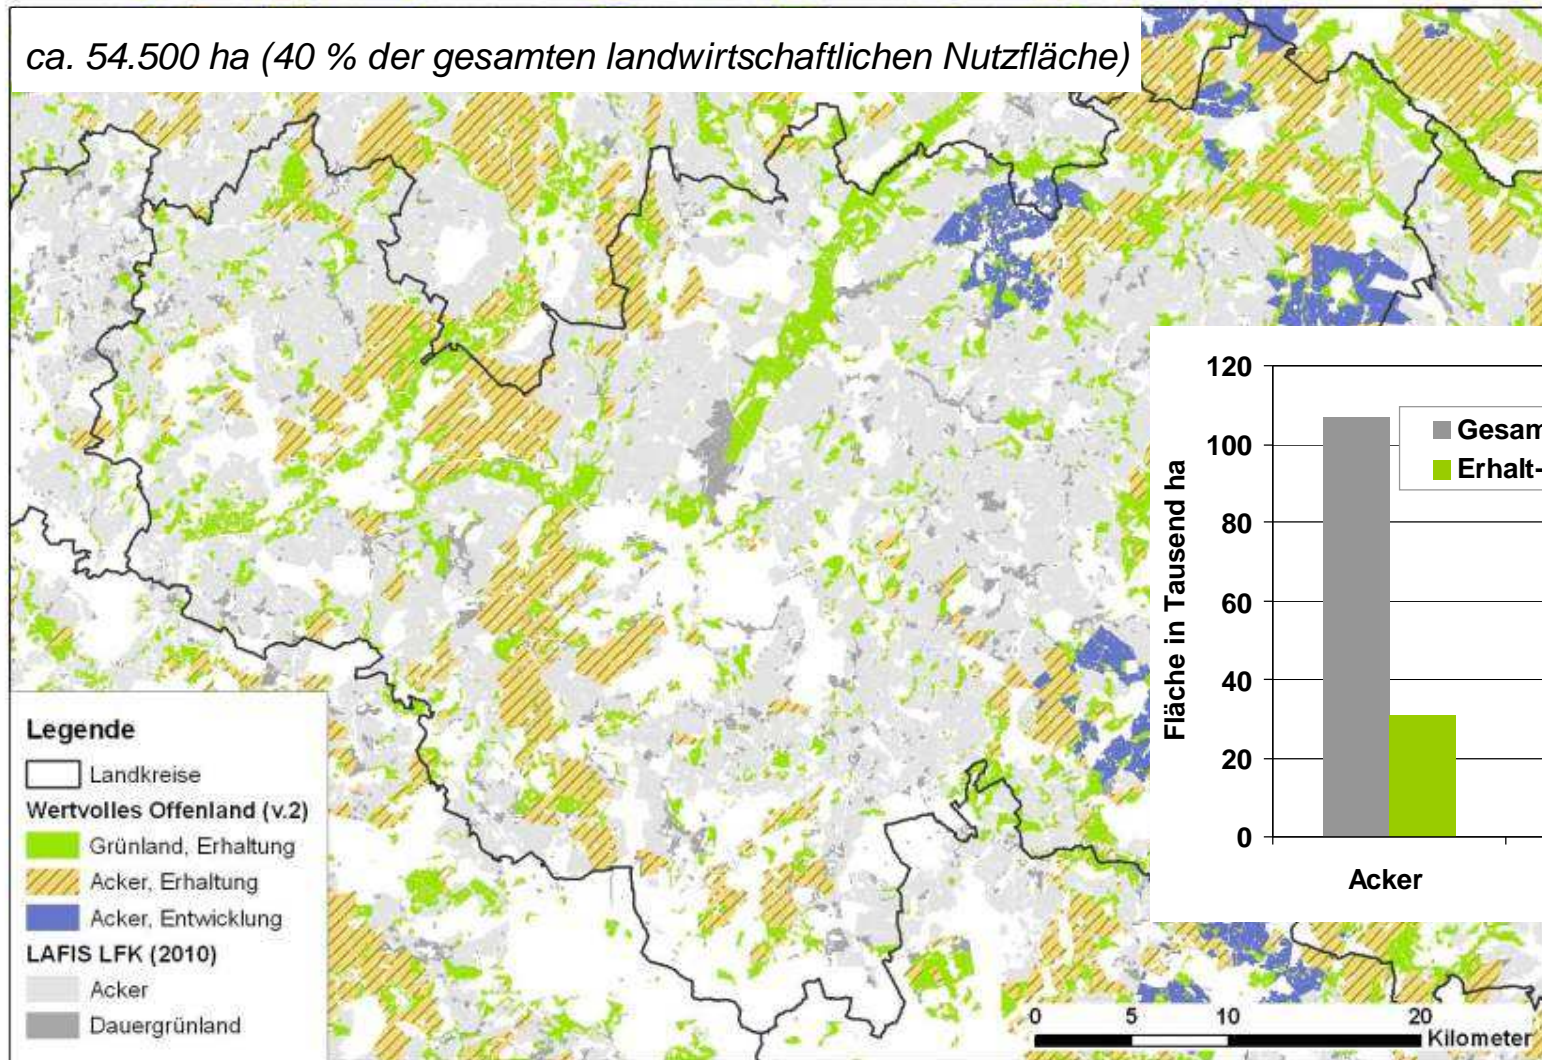 ca. 54.500 ha (40 % der gesamten landwirtschaftlichen Nutzfläche)
Legende
Landkreise
Wertvolles Offenland (v.2)
Grünland, Erhaltung
Acker, Erhaltung
Acker, Entwicklung
LAFIS LFK (2010)
Acker
Dauergrünland
Fläche in Tausend ha
120
100
80
60
40
20
0
Gesam
Erhalt-
Acker
0 5 10 20
Kilometer